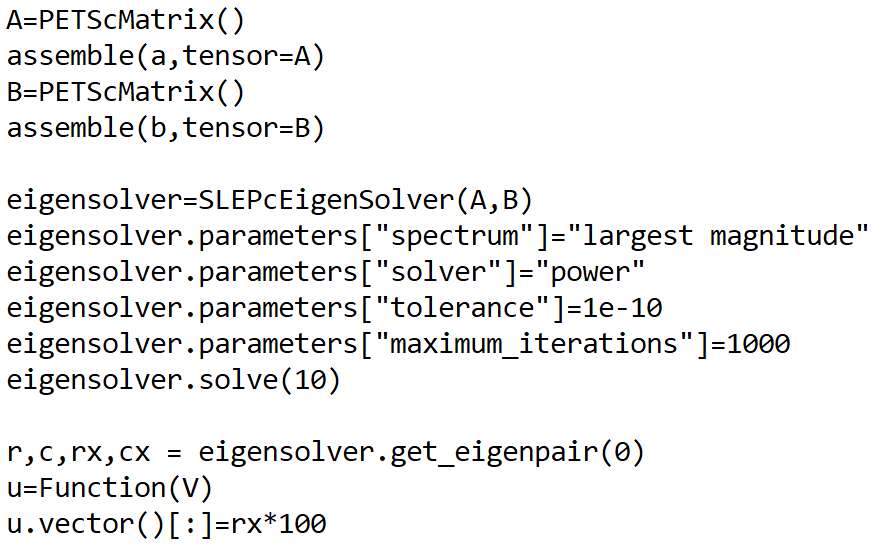 A=PETScMatrix()
assemble(a,tensor=A)
B=PETScMatrix()
assemble(b,tensor=B)
eigensolver=SLEPcEigenSolver(A,B)
eigensolver.parameters["spectrum"]="largest magnitude"
eigensolver.parameters["solver"]="power"
eigensolver.parameters["tolerance"]=1e-10
eigensolver.parameters["maximum_iterations"]=1000
eigensolver.solve(10)
r,c,rx,cx = eigensolver.get_eigenpair(0)
u=Function(V)
u.vector()[:]=rx*100